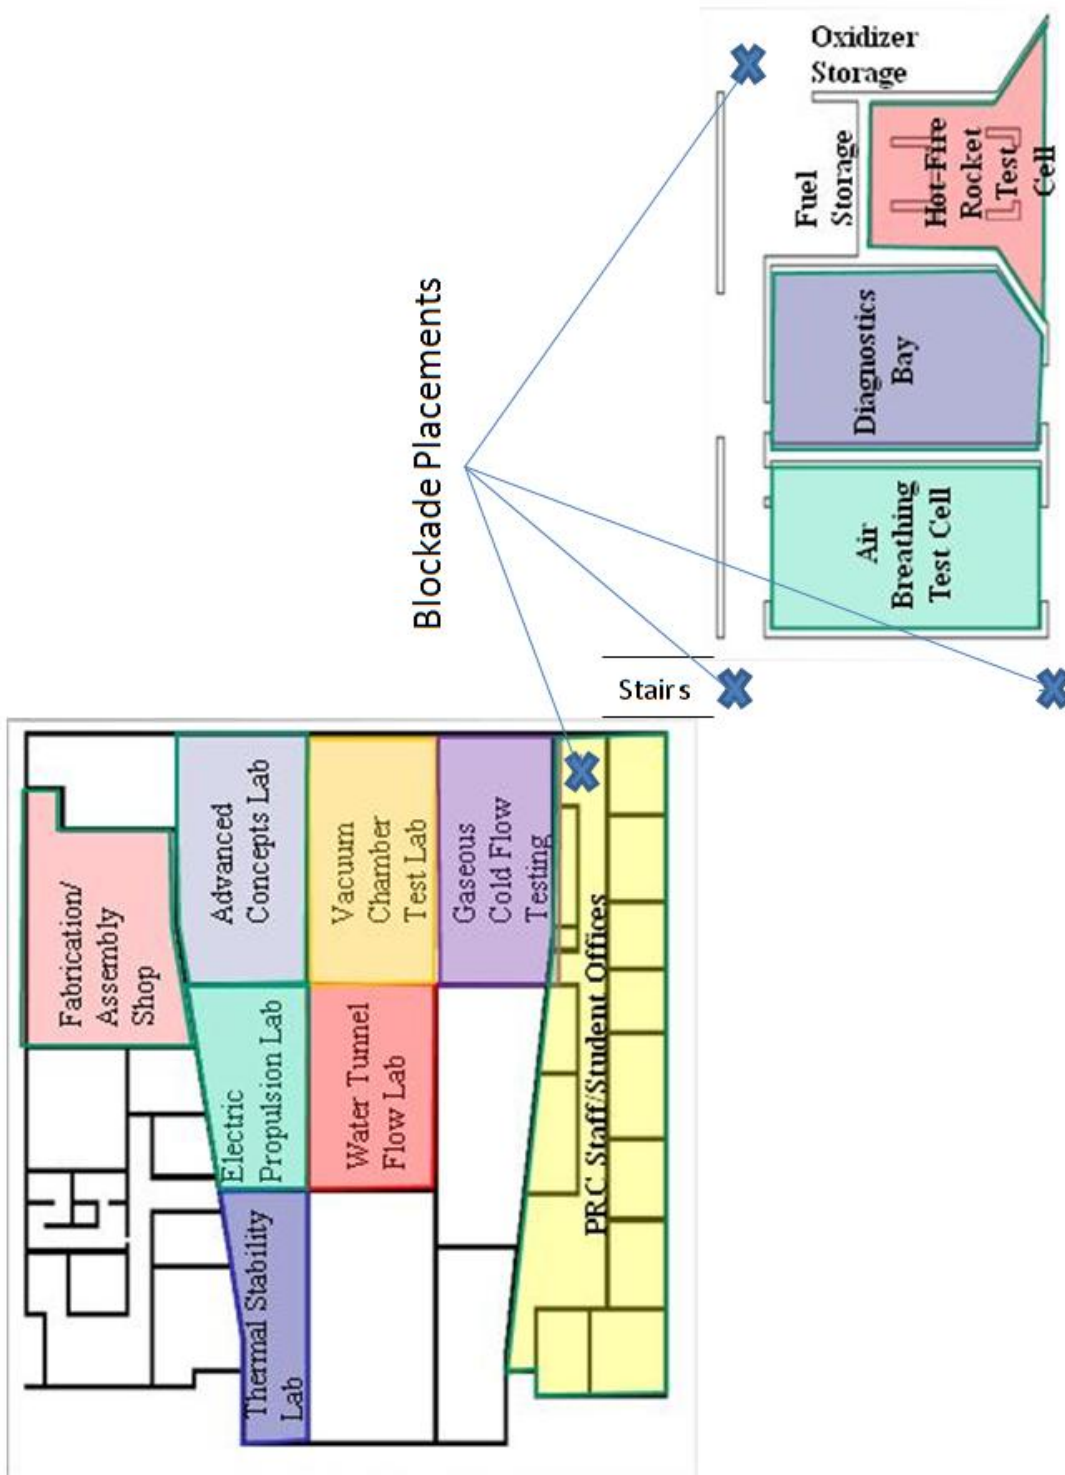 Oxidizer
Storage
Fuel
Storage
Hot-Fire
Rocket
Test
Cell
Blockade Placements
Diagnostics
Bay
Air
Breathing
Test Cell
Stairs
Fabrication/
Assembly
Shop
Advanced
Concepts Lab
Vacuum
Chamber
Test Lab
Gaseous
Cold Flow
Testing
Electric
Propulsion Lab
Water Tunnel
Flow Lab
Thermal Stability
Lab
PRC Staff/Student Offices